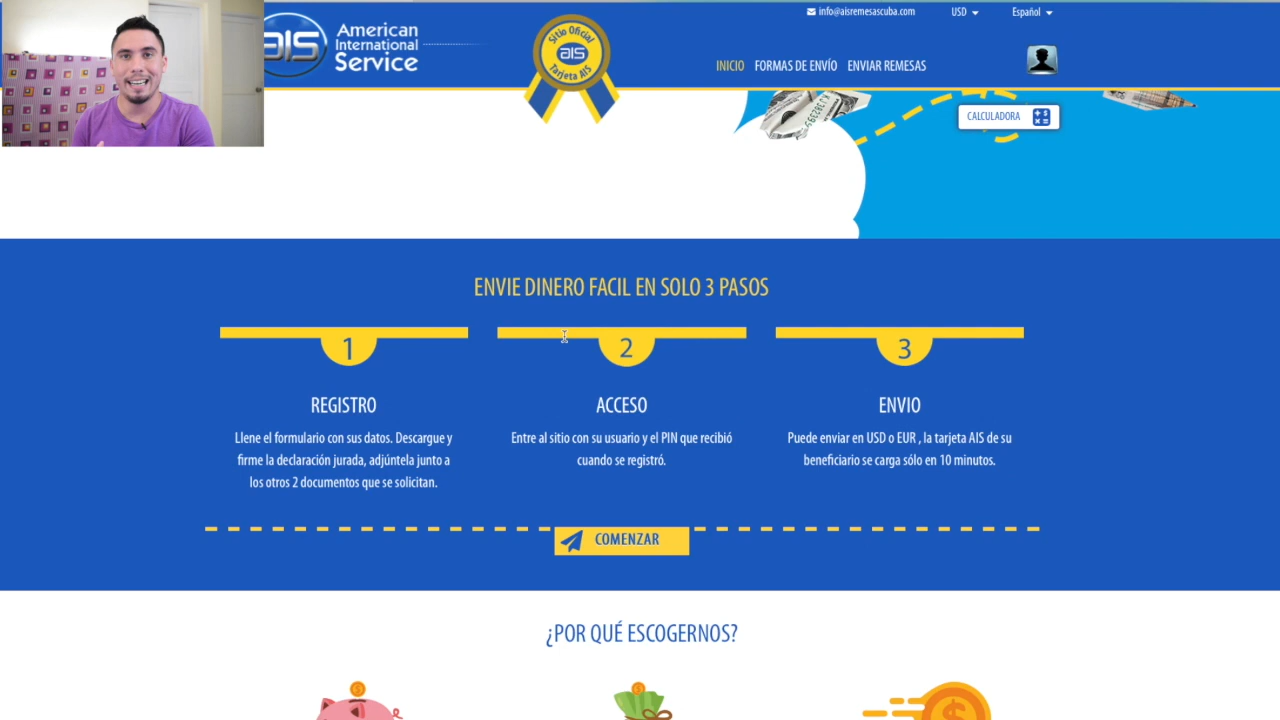 info@aisremesascuba.com
USD
Español
ais
American
International
Service
Sitio Oficial
ais
Tarjeta AIS
INICIO
FORMAS DE ENVÍO
ENVIAR REMESAS
CALCULADORA
ENVIE DINERO FACIL EN SOLO 3 PASOS
1
2
3
REGISTRO
Llene el formulario con sus datos. Descargue y
firme la declaración jurada, adjúntela junto a
los otros 2 documentos que se solicitan.
ACCESO
Entre al sitio con su usuario y el PIN que recibió
cuando se registró.
ENVIO
Puede enviar en USD o EUR , la tarjeta AIS de su
beneficiario se carga sólo en 10 minutos.
COMENZAR
¿POR QUÉ ESCOGERNOS?